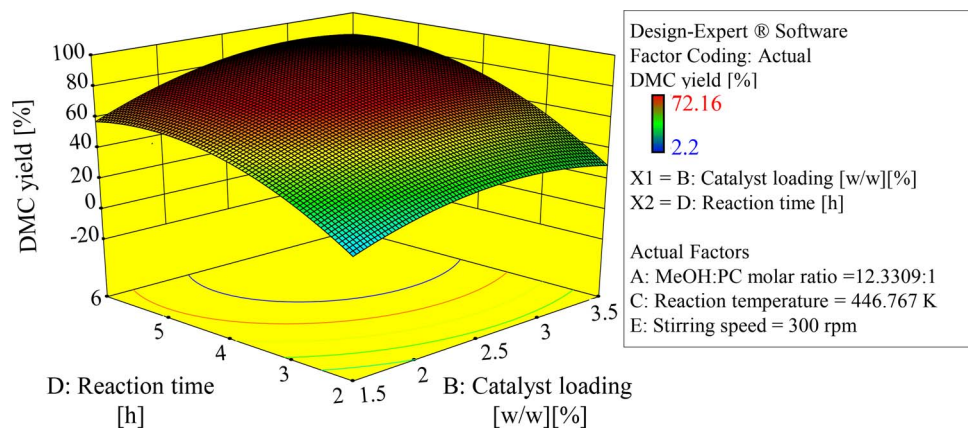 100
80
60
40
20
0
-20
DMC yield [%]
6
5
4
3
2
1.5
2
2.5
3
3.5
D: Reaction time
[h]
B: Catalyst loading
[w/w][%]
Design-Expert ® Software
Factor Coding: Actual
DMC yield [%]
72.16
2.2
X1 = B: Catalyst loading [w/w][%]
X2 = D: Reaction time [h]
Actual Factors
A: MeOH:PC molar ratio =12.3309:1
C: Reaction temperature = 446.767 K
E: Stirring speed = 300 rpm